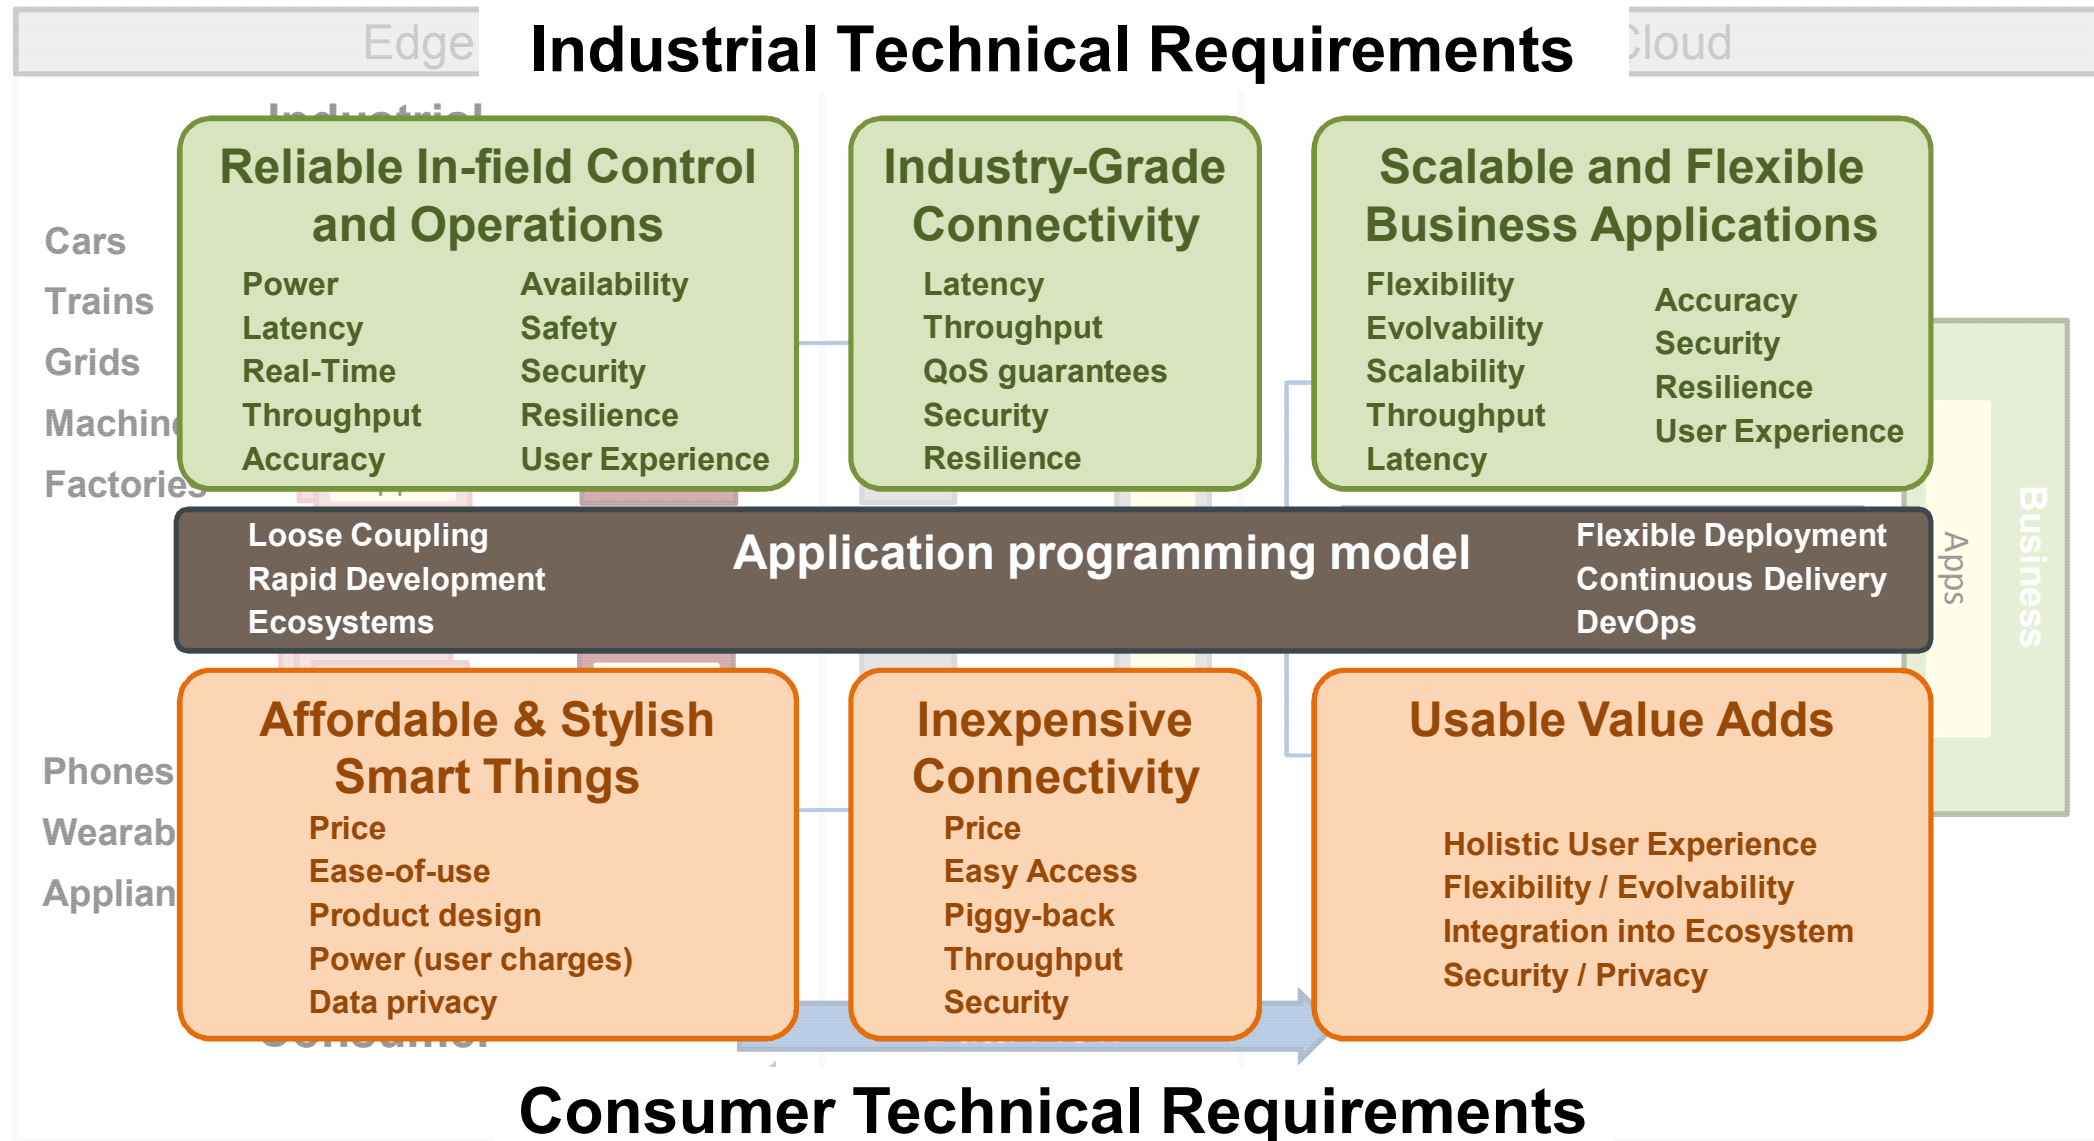 Edge
Industrial Technical Requirements
Cloud
Industrial
Reliable In-field Control
and Operations
Power
Latency
Real-Time
Throughput
Accuracy
Availability
Safety
Security
Resilience
User Experience
Industry-Grade
Connectivity
Latency
Throughput
QoS guarantees
Security
Resilience
Scalable and Flexible
Business Applications
Flexibility
Evolvability
Scalability
Throughput
Latency
Accuracy
Security
Resilience
User Experience
Cars
Trains
Grids
Machine
Factories
Loose Coupling
Rapid Development
Ecosystems
Application programming model
Flexible Deployment
Continuous Delivery
DevOps
Apps
Business
Affordable & Stylish
Smart Things
Price
Ease-of-use
Product design
Power (user charges)
Data privacy
Inexpensive
Connectivity
Price
Easy Access
Piggy-back
Throughput
Security
Usable Value Adds
Holistic User Experience
Flexibility / Evolvability
Integration into Ecosystem
Security / Privacy
Phones
Wearab
Applian
Consumer
Consumer Technical Requirements